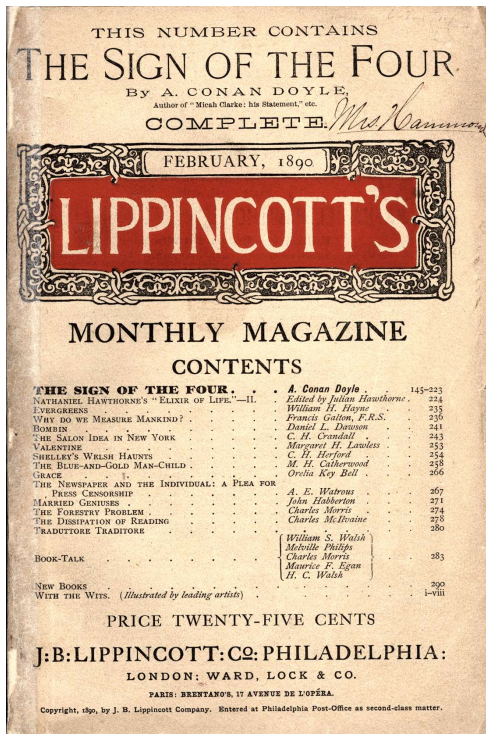 THIS NUMBER CONTAINS
THE SIGN OF THE FOUR
By A. CONAN DOYLE,
Author of "Micah Clarke: his Statement," etc.
COMPLETE.
Mrs. Hammond
FEBRUARY, 1890
LIPPINCOTT'S
MONTHLY MAGAZINE
CONTENTS
THE SIGN OF THE FOUR . . . A. Conan Doyle . 145–223
NATHANIEL HAWTHORNE'S "ELIXIR OF LIFE."—II. Edited by Julian Hawthorne . 224
EVERGREENS . . . . . . . William H. Hayne . 235
WHY DO WE MEASURE MANKIND? . . . . . Francis Galton, F.R.S. . 236
BOMBIN . . . . . . . Daniel L. Dawson . 241
THE SALON IDEA IN NEW YORK . . . . . C. H. Crandall . . 243
VALENTINE . . . . . . . Margaret H. Lawless . 253
SHELLEY'S WELSH HAUNTS . . . . . C. H. Herford . . 254
THE BLUE-AND-GOLD MAN-CHILD . . . . . M. H. Catherwood . 258
GRACE . . . . . . . Orelia Key Bell . . 266
THE NEWSPAPER AND THE INDIVIDUAL: A PLEA FOR
PRESS CENSORSHIP . . . . . A. E. Watrous . . 267
MARRIED GENIUSES . . . . . . John Habberton . . 271
THE FORESTRY PROBLEM . . . . . . Charles Morris . . 274
THE DISSIPATION OF READING . . . . . Charles McIlvaine . 278
TRADUTTORE TRADITORE . . . . . . . 280
William S. Walsh
Melville Philips
BOOK-TALK . . . . . . . Charles Morris . . 283
Maurice F. Egan
H. C. Walsh
NEW BOOKS . . . . . . . 290
WITH THE WITS. (Illustrated by leading artists) . . . . i–viii
PRICE TWENTY-FIVE CENTS
J:B:LIPPINCOTT:Co:PHILADELPHIA:
LONDON: WARD, LOCK & CO.
PARIS: BRENTANO'S, 17 AVENUE DE L'OPÉRA.
Copyright, 1890, by J. B. Lippincott Company. Entered at Philadelphia Post-Office as second-class matter.